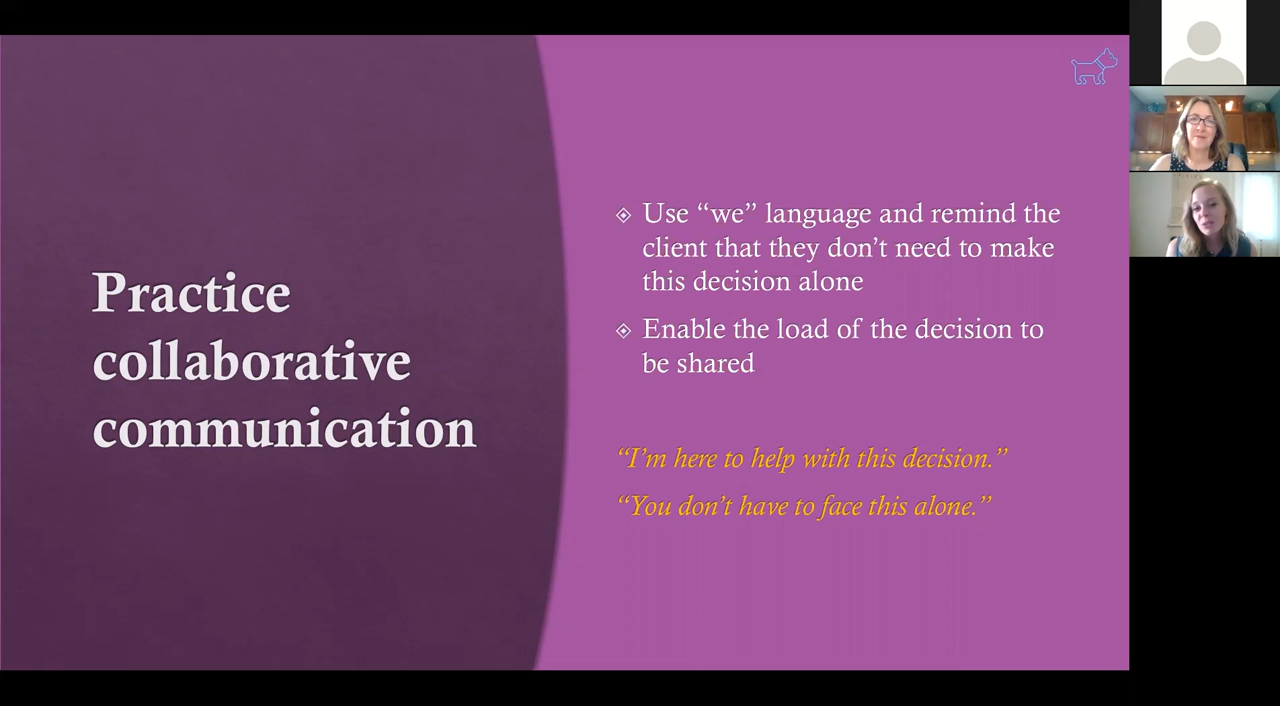 Practice
collaborative
communication
Use “we” language and remind the
client that they don’t need to make
this decision alone
Enable the load of the decision to
be shared
“I’m here to help with this decision.”
“You don’t have to face this alone.”